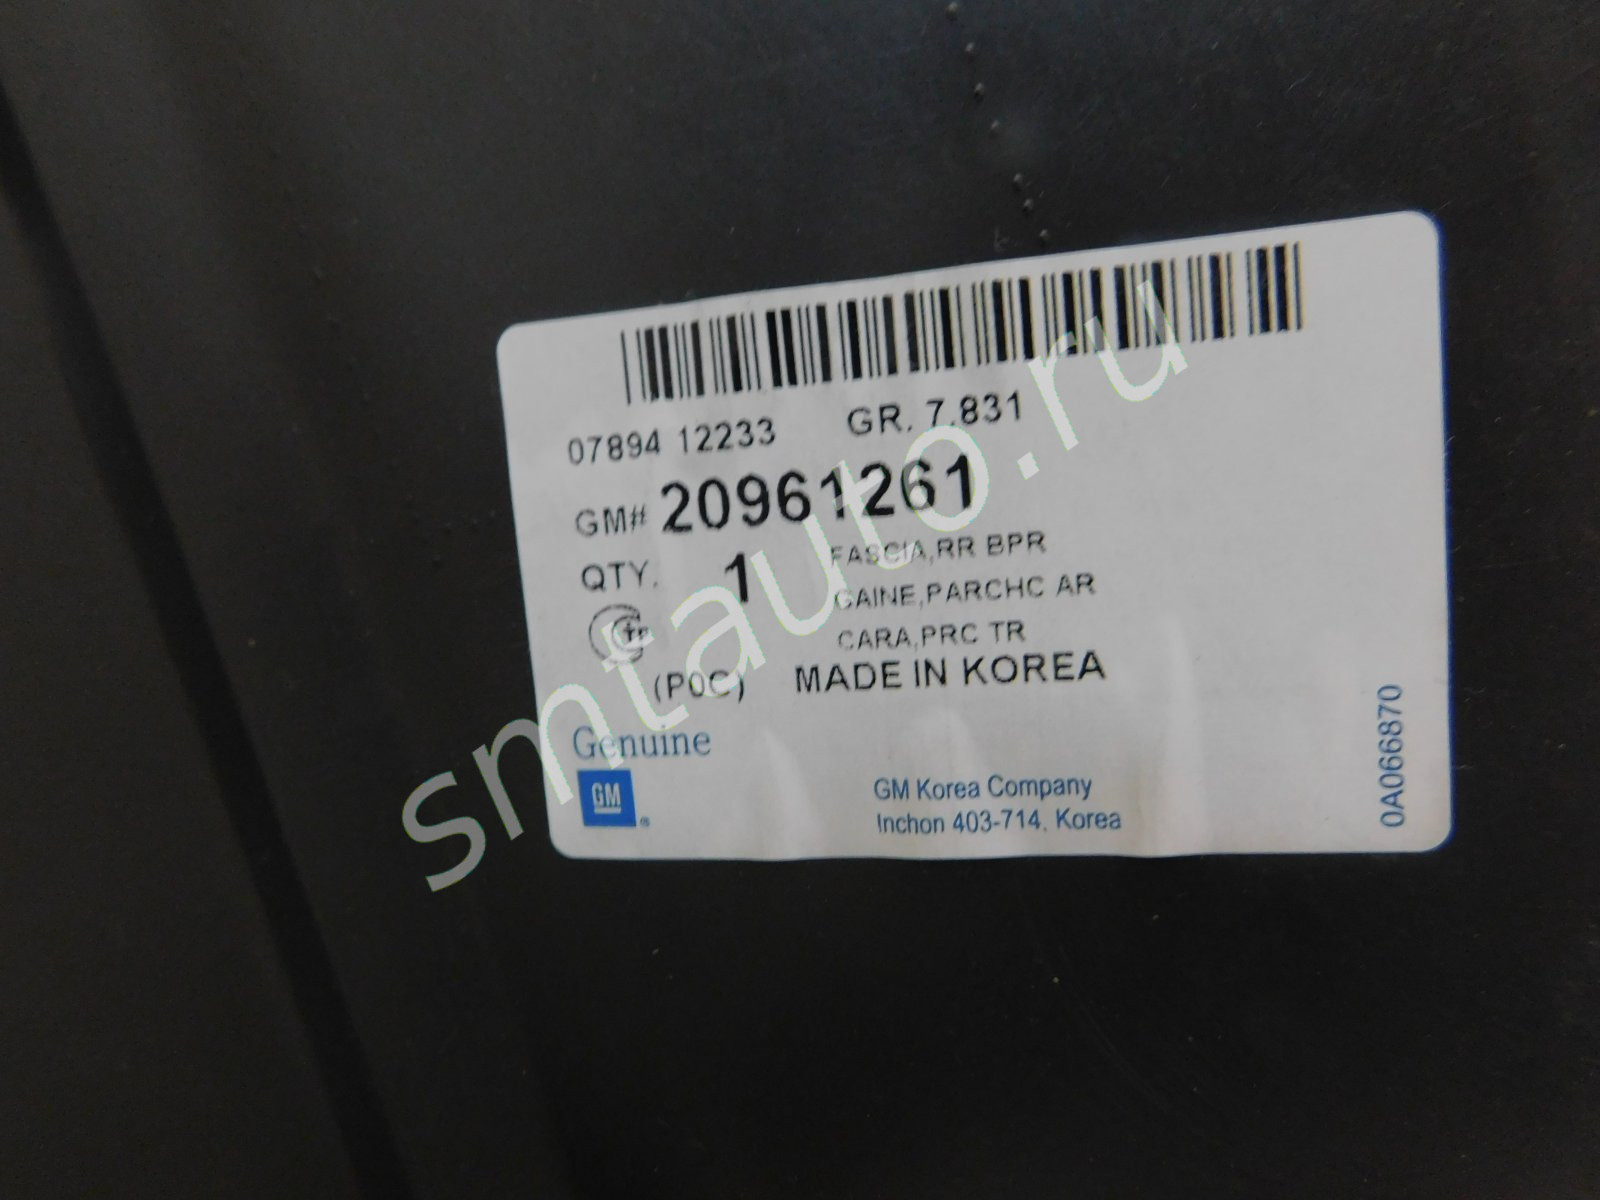 07894 12233 GR. 7.831
GM# 20961261
QTY. 1 FASCIA,RR BPR
GAINE,PARCHC AR
CARA,PRC TR
(P0C) MADE IN KOREA
Genuine
GM
GM Korea Company
Inchon 403-714. Korea
0A066870
smtauto.ru